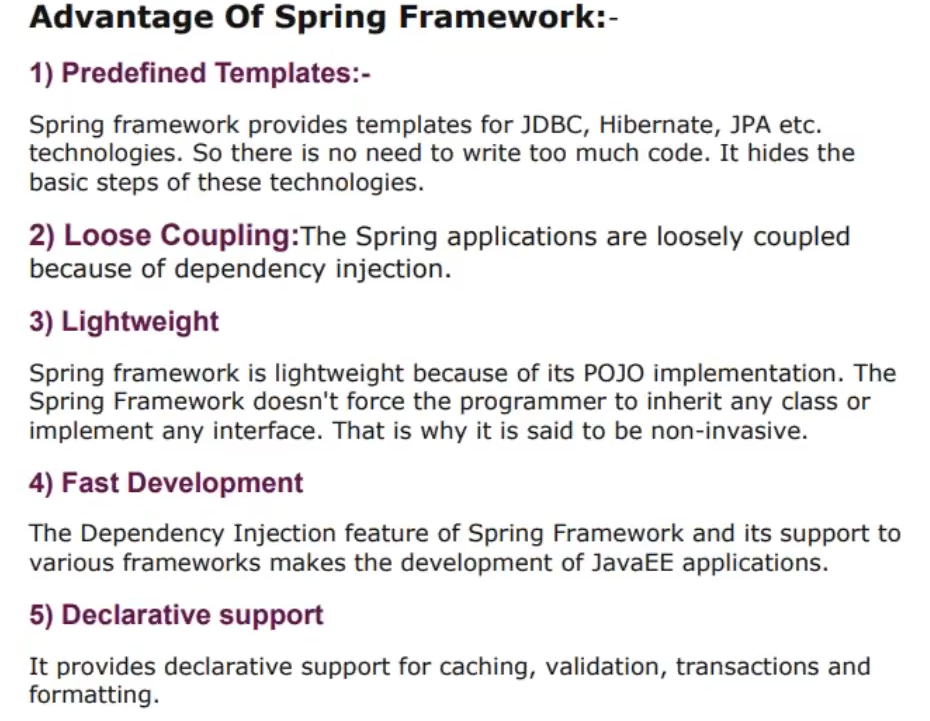 Advantage Of Spring Framework:-
1) Predefined Templates:-
Spring framework provides templates for JDBC, Hibernate, JPA etc.
technologies. So there is no need to write too much code. It hides the
basic steps of these technologies.
2) Loose Coupling:The Spring applications are loosely coupled
because of dependency injection.
3) Lightweight
Spring framework is lightweight because of its POJO implementation. The
Spring Framework doesn't force the programmer to inherit any class or
implement any interface. That is why it is said to be non-invasive.
4) Fast Development
The Dependency Injection feature of Spring Framework and its support to
various frameworks makes the development of JavaEE applications.
5) Declarative support
It provides declarative support for caching, validation, transactions and
formatting.